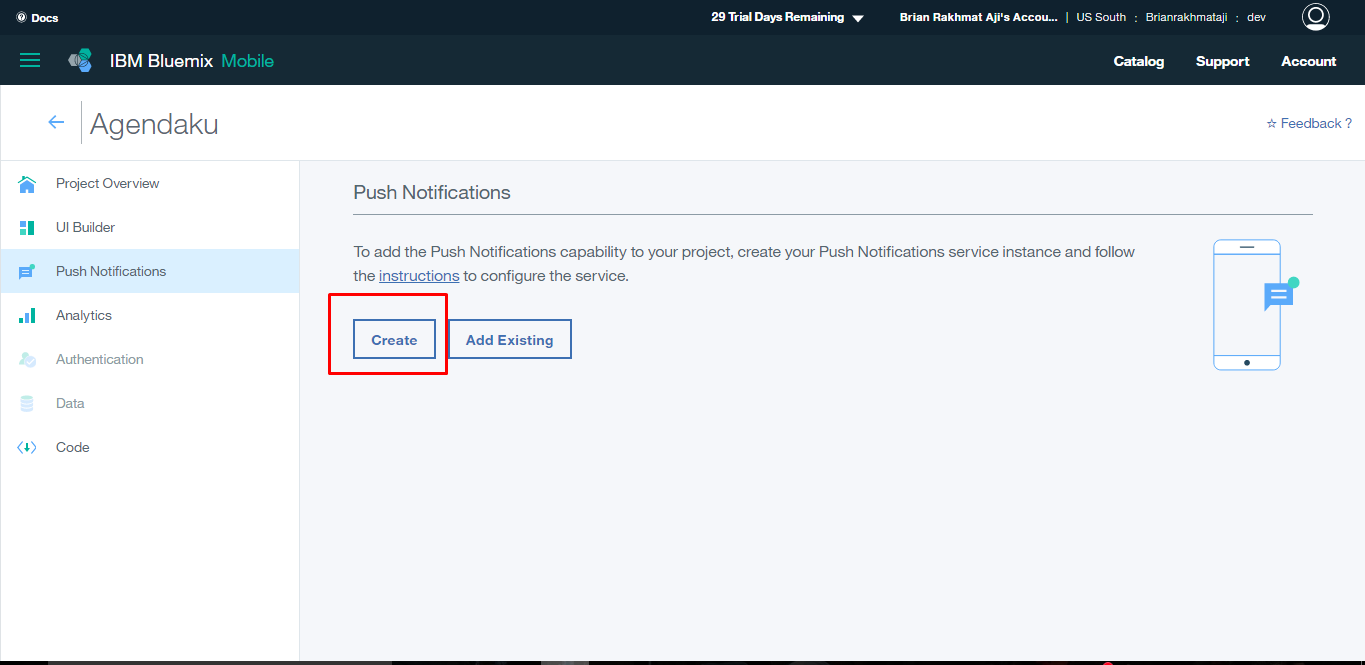 Docs
29 Trial Days Remaining
Brian Rakhmat Aji's Accou... | US South : Brianrakhmataji : dev
IBM Bluemix Mobile
Catalog
Support
Account
Agendaku
Feedback ?
Project Overview
UI Builder
Push Notifications
Analytics
Authentication
Data
Code
Push Notifications
To add the Push Notifications capability to your project, create your Push Notifications service instance and follow
the instructions to configure the service.
Create
Add Existing